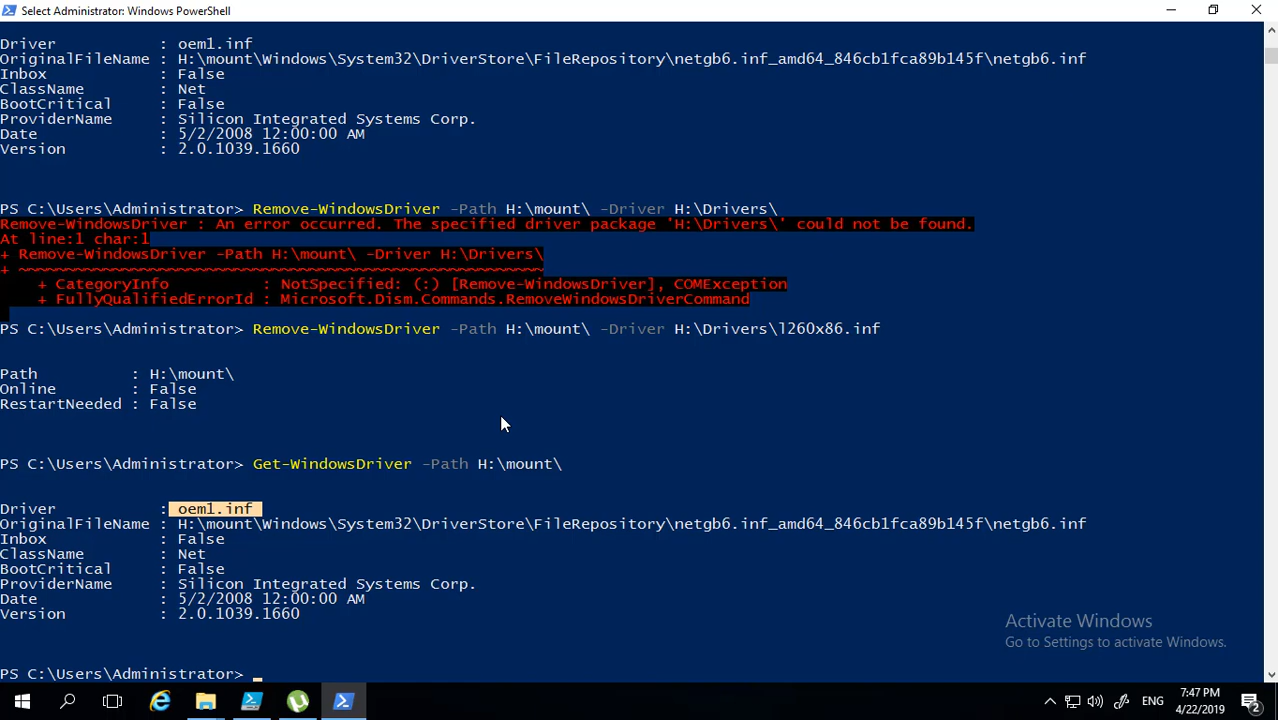 Select Administrator: Windows PowerShell
Driver : oem1.inf
OriginalFileName : H:\mount\Windows\System32\DriverStore\FileRepository\netgb6.inf_amd64_846cb1fca89b145f\netgb6.inf
Inbox : False
ClassName : Net
BootCritical : False
ProviderName : Silicon Integrated Systems Corp.
Date : 5/2/2008 12:00:00 AM
Version : 2.0.1039.1660
PS C:\Users\Administrator> Remove-WindowsDriver -Path H:\mount\ -Driver H:\Drivers\
Remove-WindowsDriver : An error occurred. The specified driver package 'H:\Drivers\' could not be found.
At line:1 char:1
+ Remove-WindowsDriver -Path H:\mount\ -Driver H:\Drivers\
+ ~~~~~~~~~~~~~~~~~~~~~~~~~~~~~~~~~~~~~~~~~~~~~~~~~~~~~~~~
+ CategoryInfo : NotSpecified: (:) [Remove-WindowsDriver], COMException
+ FullyQualifiedErrorId : Microsoft.Dism.Commands.RemoveWindowsDriverCommand
PS C:\Users\Administrator> Remove-WindowsDriver -Path H:\mount\ -Driver H:\Drivers\l260x86.inf
Path : H:\mount\
Online : False
RestartNeeded : False
PS C:\Users\Administrator> Get-WindowsDriver -Path H:\mount\
Driver : oem1.inf
OriginalFileName : H:\mount\Windows\System32\DriverStore\FileRepository\netgb6.inf_amd64_846cb1fca89b145f\netgb6.inf
Inbox : False
ClassName : Net
BootCritical : False
ProviderName : Silicon Integrated Systems Corp.
Date : 5/2/2008 12:00:00 AM
Version : 2.0.1039.1660
Activate Windows
Go to Settings to activate Windows.
PS C:\Users\Administrator> _
ENG
7:47 PM
4/22/2019
2